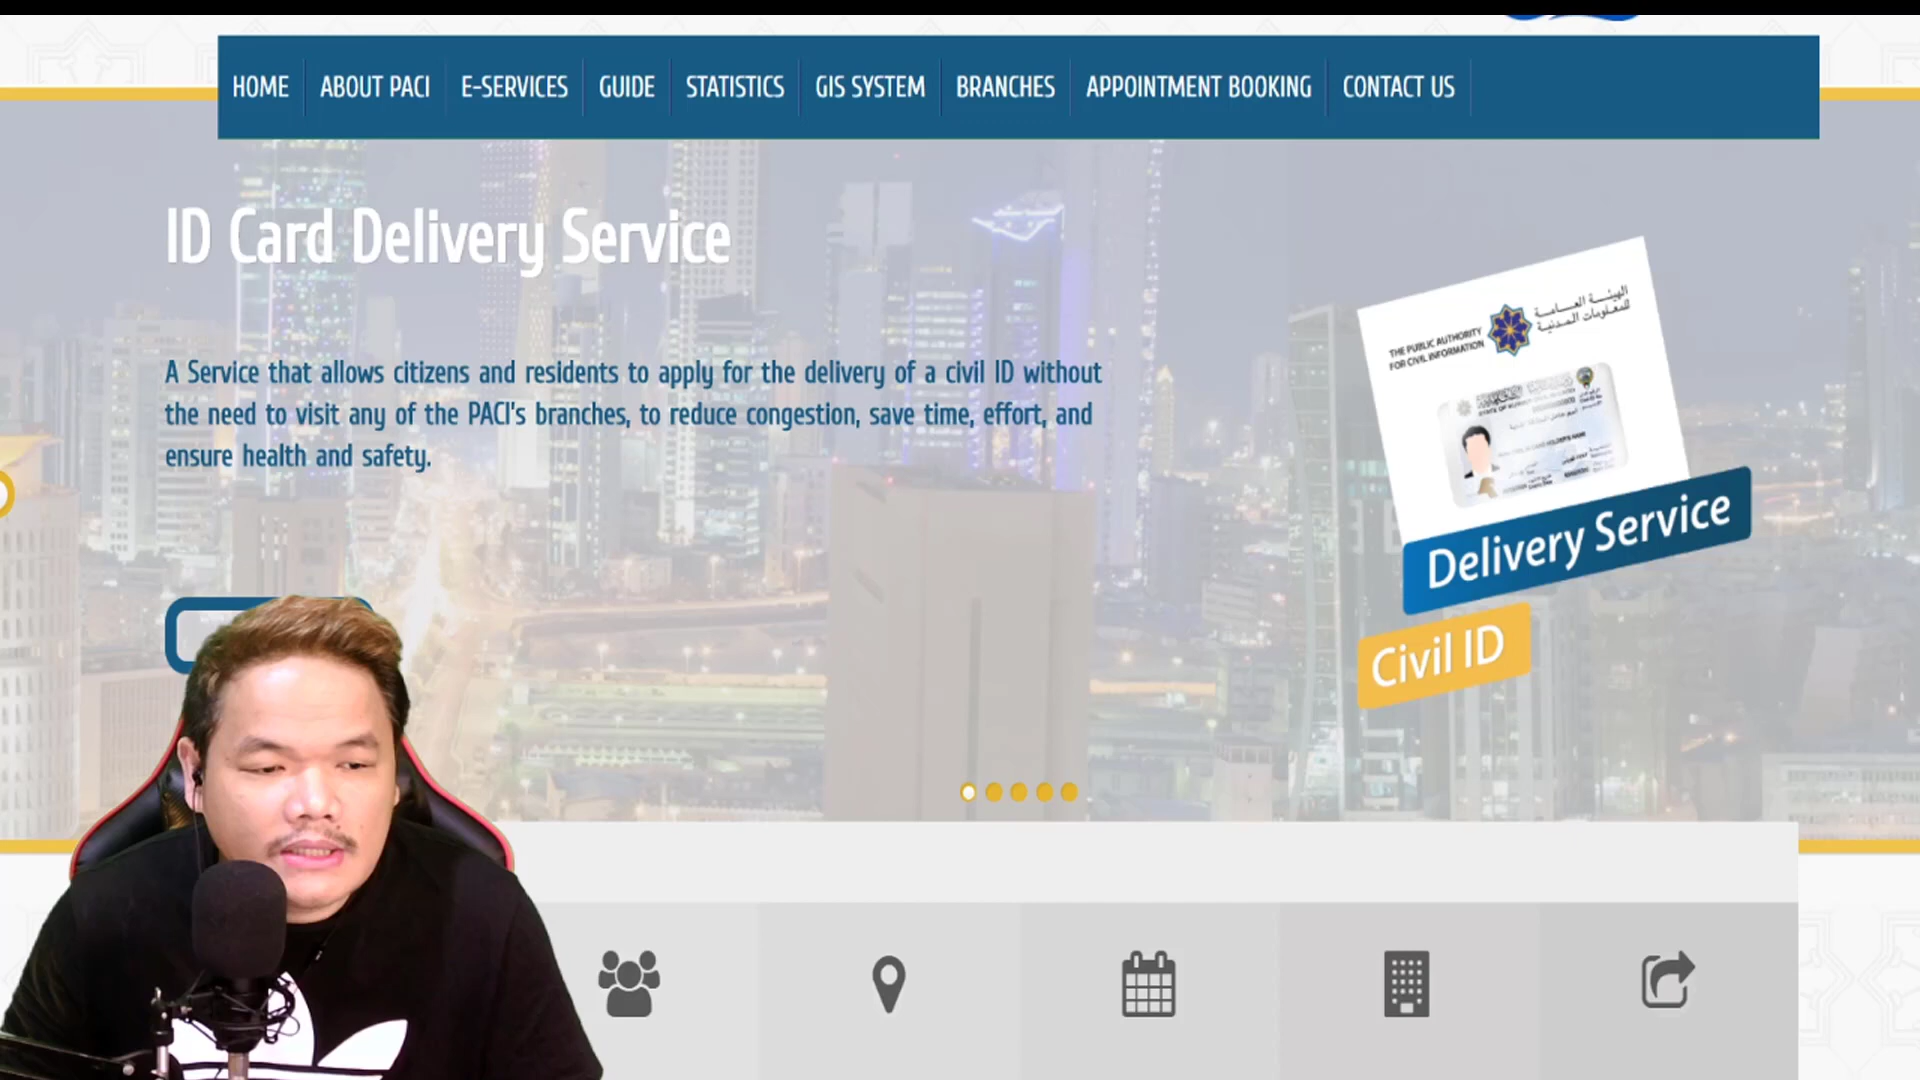 HOME
ABOUT PACI
E-SERVICES
GUIDE
STATISTICS
GIS SYSTEM
BRANCHES
APPOINTMENT BOOKING
CONTACT US
ID Card Delivery Service
A Service that allows citizens and residents to apply for the delivery of a civil ID without
the need to visit any of the PACI's branches, to reduce congestion, save time, effort, and
ensure health and safety.
THE PUBLIC AUTHORITY
FOR CIVIL INFORMATION
الهيئة العامة
للمعلومات المدنية
Delivery Service
Civil ID